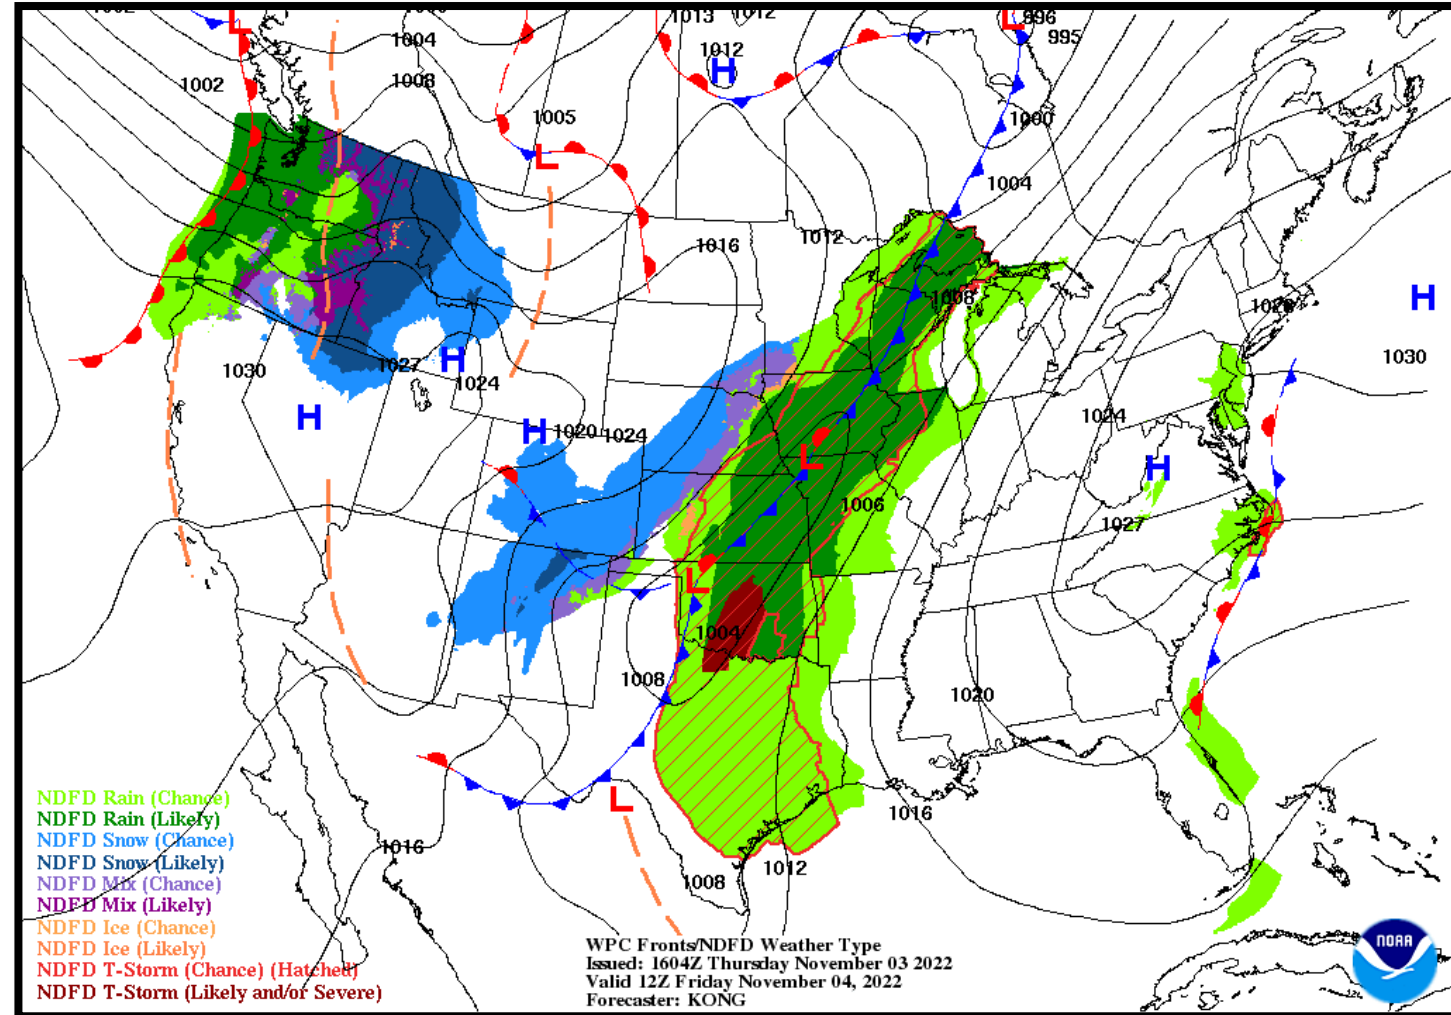 1002
1000
1013
1012
996
L
L
1004
995
1012
H
1002
1008
1005
1000
L
1004
1012
1016
H
1008
1028
1030
1027
H
1030
1024
H
1024
H
1020
1024
L
H
1006
1027
L
1004
1008
1020
L
1016
1016
1012
1008
NDFD Rain (Chance)
NDFD Rain (Likely)
NDFD Snow (Chance)
NDFD Snow (Likely)
NDFD Mix (Chance)
NDFD Mix (Likely)
NDFD Ice (Chance)
NDFD Ice (Likely)
NDFD T-Storm (Chance) (Hatched)
NDFD T-Storm (Likely and/or Severe)
WPC Fronts/NDFD Weather Type
Issued: 1604Z Thursday November 03 2022
Valid 12Z Friday November 04, 2022
Forecaster: KONG
NOAA